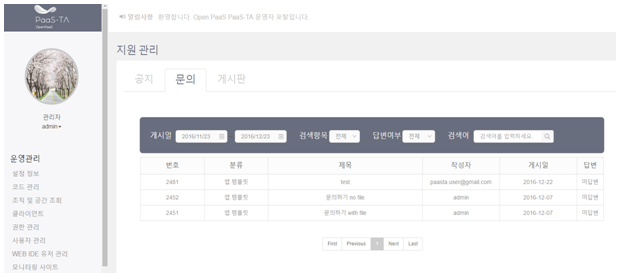 PaaS-TA
알림사항 환영합니다. Open PaaS PaaS-TA 운영자 포탈입니다
지원 관리
공지 문의 게시판
관리자
admin
운영관리
설정 정보
코드 관리
조직 및 공간 조회
클라이언트
권한 관리
사용자 관리
WEB IDE 유저 관리
모니터링 사이트
게시일 2016/11/23 - 2016/12/23 검색항목 전체 답변여부 전체 검색어 검색어를 입력하세요
번호 분류 제목 작성자 게시일 답변
2481 앱 템플릿 test paasta.user@gmail.com 2016-12-22 미답변
2452 앱 템플릿 문의하기 no file admin 2016-12-07 미답변
2451 앱 템플릿 문의하기 with file admin 2016-12-07 미답변
First Previous 1 Next Last